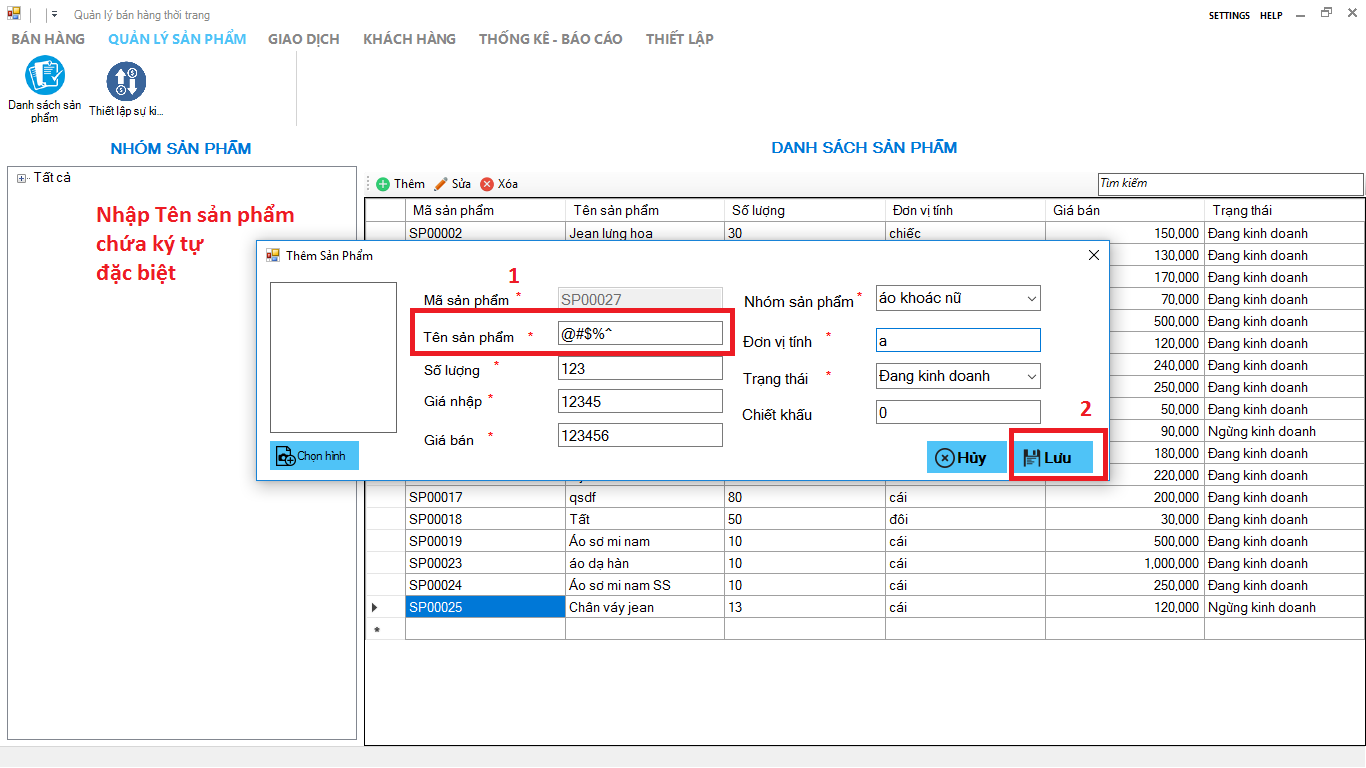 Quản lý bán hàng thời trang
SETTINGS HELP
BÁN HÀNG QUẢN LÝ SẢN PHẨM GIAO DỊCH KHÁCH HÀNG THỐNG KÊ - BÁO CÁO THIẾT LẬP
Danh sách sản
phẩm
Thiết lập sự ki...
NHÓM SẢN PHẨM
DANH SÁCH SẢN PHẨM
Tất cả
Nhập Tên sản phẩm
chứa ký tự
đặc biệt
Thêm Sửa Xóa
Tìm kiếm
Mã sản phẩm Tên sản phẩm Số lượng Đơn vị tính Giá bán Trạng thái
SP00002 Jean lưng hoa 30 chiếc 150,000 Đang kinh doanh
130,000 Đang kinh doanh
170,000 Đang kinh doanh
70,000 Đang kinh doanh
500,000 Đang kinh doanh
120,000 Đang kinh doanh
240,000 Đang kinh doanh
250,000 Đang kinh doanh
50,000 Đang kinh doanh
90,000 Ngừng kinh doanh
180,000 Đang kinh doanh
220,000 Đang kinh doanh
Thêm Sản Phẩm
1
Mã sản phẩm * SP00027
Tên sản phẩm * @#$%^
Số lượng * 123
Giá nhập * 12345
Giá bán * 123456
Nhóm sản phẩm * áo khoác nữ
Đơn vị tính * a
Trạng thái * Đang kinh doanh
Chiết khấu 0
2
Chọn hình
Hủy Lưu
SP00017 qsdf 80 cái 200,000 Đang kinh doanh
SP00018 Tất 50 đôi 30,000 Đang kinh doanh
SP00019 Áo sơ mi nam 10 cái 500,000 Đang kinh doanh
SP00023 áo dạ hàn 10 cái 1,000,000 Đang kinh doanh
SP00024 Áo sơ mi nam SS 10 cái 250,000 Đang kinh doanh
SP00025 Chân váy jean 13 cái 120,000 Ngừng kinh doanh
*